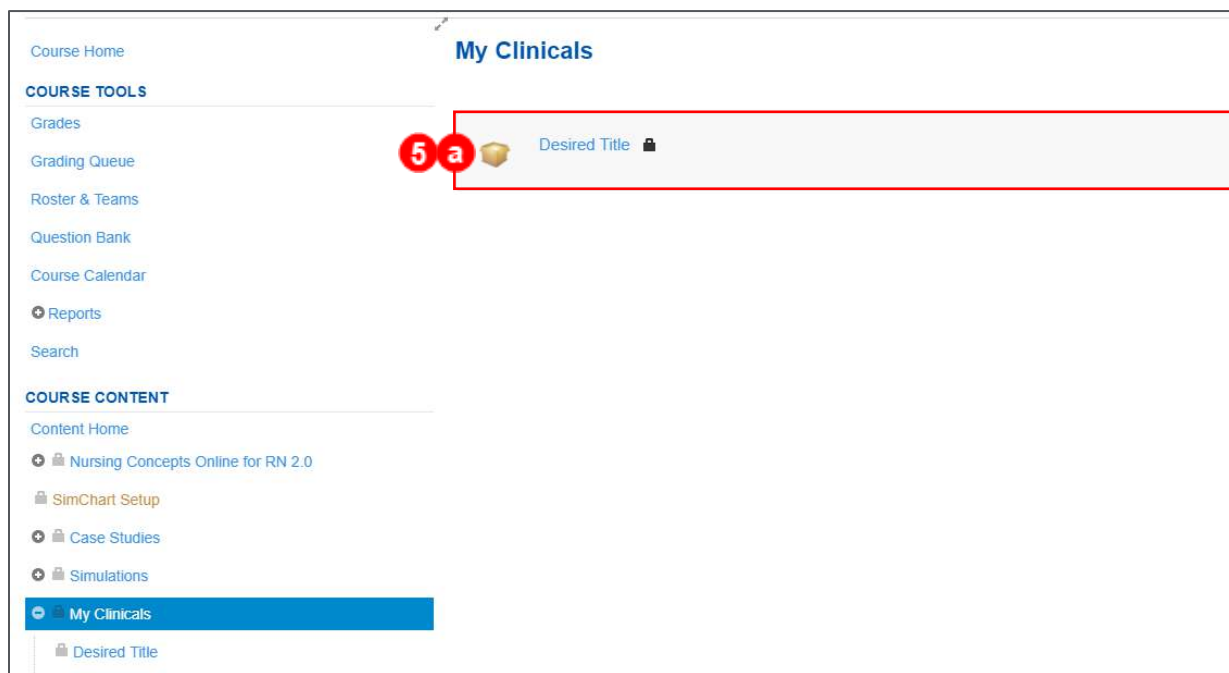 Course Home
My Clinicals
COURSE TOOLS
Grades
5 a Desired Title
Grading Queue
Roster & Teams
Question Bank
Course Calendar
Reports
Search
COURSE CONTENT
Content Home
Nursing Concepts Online for RN 2.0
SimChart Setup
Case Studies
Simulations
My Clinicals
Desired Title